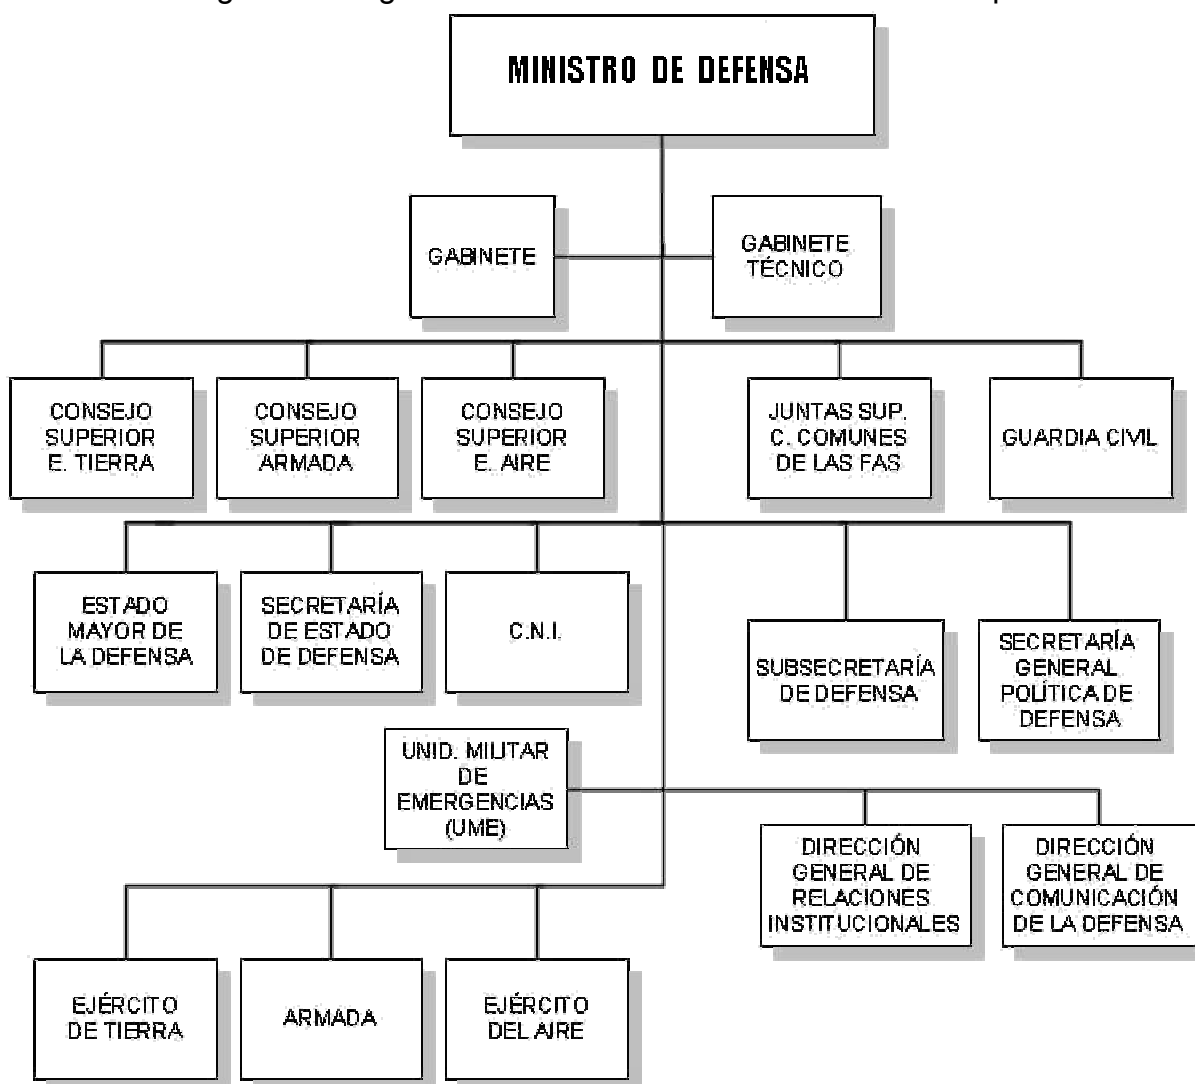 MINISTRO DE DEFENSA
GABINETE
GABINETE
TÉCNICO
CONSEJO
SUPERIOR
E. TIERRA
CONSEJO
SUPERIOR
ARMADA
CONSEJO
SUPERIOR
E. AIRE
JUNTAS SUP.
C. COMUNES
DE LAS FAS
GUARDIA CIVIL
ESTADO
MAYOR DE
LA DEFENSA
SECRETARÍA
DE ESTADO
DE DEFENSA
C.N.I.
SUBSECRETARÍA
DE DEFENSA
SECRETARÍA
GENERAL
POLÍTICA DE
DEFENSA
UNID. MILITAR
DE
EMERGENCIAS
(UME)
DIRECCIÓN
GENERAL DE
RELACIONES
INSTITUCIONALES
DIRECCIÓN
GENERAL DE
COMUNICACIÓN
DE LA DEFENSA
EJÉRCITO
DE TIERRA
ARMADA
EJÉRCITO
DEL AIRE